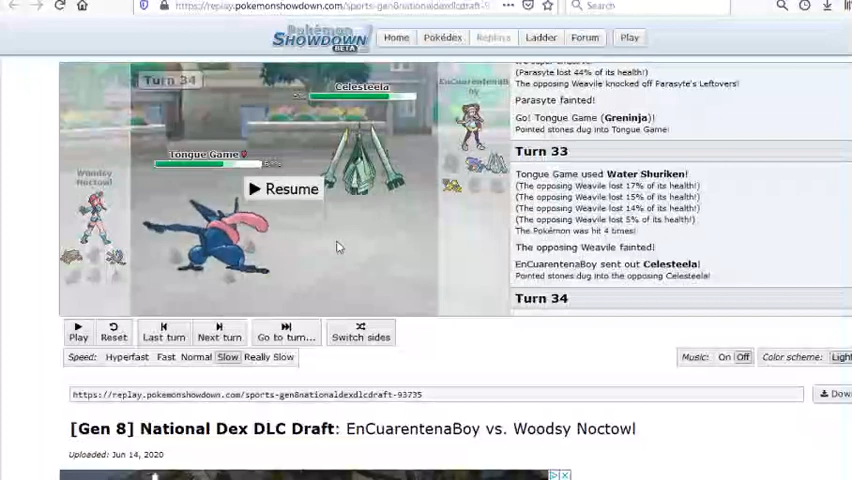 https://replay.pokemonshowdown.com/sports-gen8nationaldexdlcdraft-9
Search
Pokémon
SHOWDOWN
BETA
Home
Pokédex
Replays
Ladder
Forum
Play
Turn 34
Celesteela
EnCuarentenaB
oy
Tongue Game
Woodsy
Noctowl
Resume
(Parasyte lost 44% of its health!)
The opposing Weavile knocked off Parasyte's Leftovers!
Parasyte fainted!
Go! Tongue Game (Greninja)!
Pointed stones dug into Tongue Game!
Turn 33
Tongue Game used Water Shuriken!
(The opposing Weavile lost 17% of its health!)
(The opposing Weavile lost 15% of its health!)
(The opposing Weavile lost 14% of its health!)
(The opposing Weavile lost 5% of its health!)
The Pokémon was hit 4 times!
The opposing Weavile fainted!
EnCuarentenaBoy sent out Celesteela!
Pointed stones dug into the opposing Celesteela!
Turn 34
Play
Reset
Last turn
Next turn
Go to turn...
Switch sides
Speed: Hyperfast Fast Normal Slow Really Slow
Music: On Off
Color scheme: Light
https://replay.pokemonshowdown.com/sports-gen8nationaldexdlcdraft-93735
Dow
[Gen 8] National Dex DLC Draft: EnCuarentenaBoy vs. Woodsy Noctowl
Uploaded: Jun 14, 2020